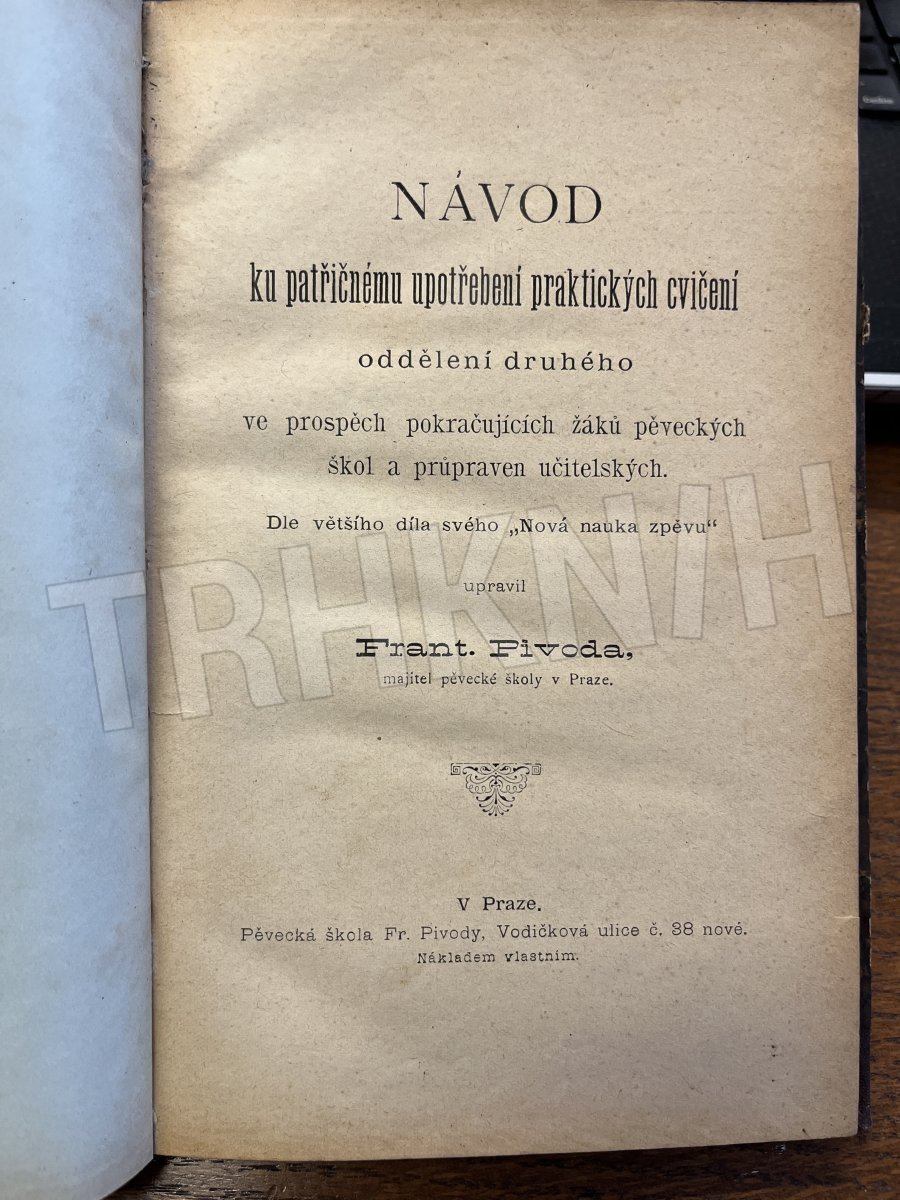 NÁVOD
ku patřičnému upotřebení praktických cvičení
oddělení druhého
ve prospěch pokračujících žáků pěveckých
škol a průpraven učitelských.
Dle většího díla svého „Nová nauka zpěvu“
upravil
Frant. Pivoda,
majitel pěvecké školy v Praze.
V Praze.
Pěvecká škola Fr. Pivody, Vodičková ulice č. 38 nové.
Nákladem vlastním.
TRHKNIH